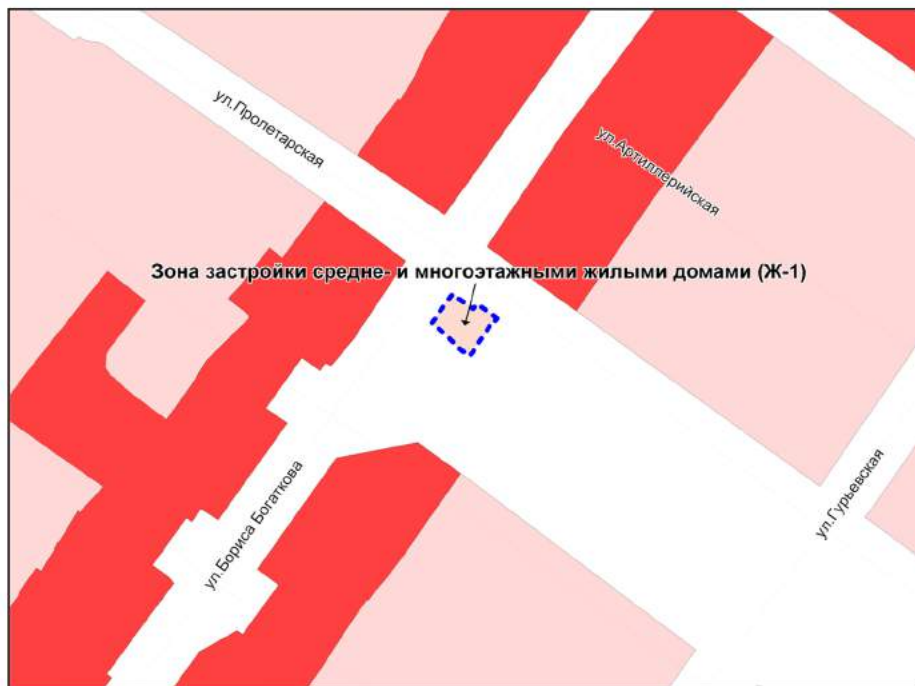 ул.Пролетарская
ул.Артиллерийская
Зона застройки средне- и многоэтажными жилыми домами (Ж-1)
ул.Бориса Богаткова
ул.Гурьевская